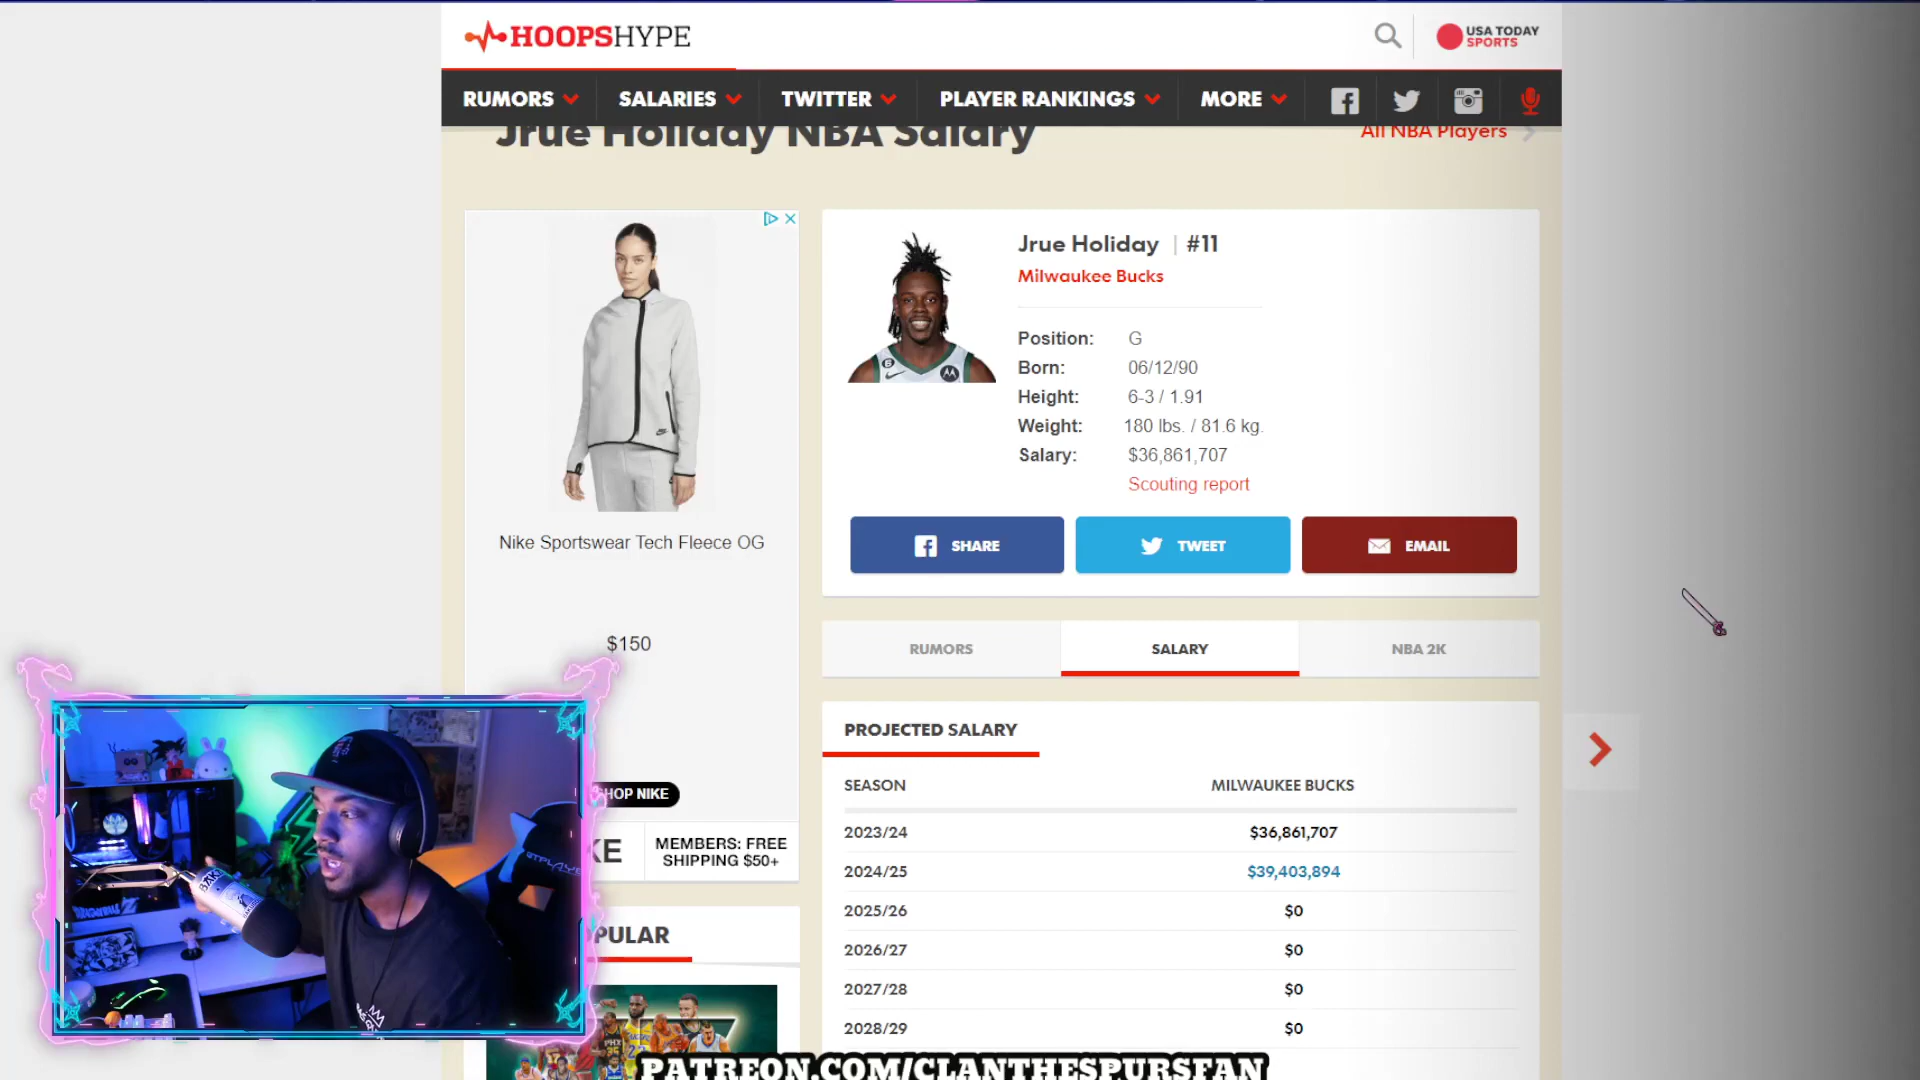 HOOPSHYPE
USA TODAY
SPORTS
RUMORS
SALARIES
TWITTER
PLAYER RANKINGS
MORE
Jrue Holiday NBA Salary
All NBA Players
Jrue Holiday | #11
Milwaukee Bucks
Position: G
Born: 06/12/90
Height: 6-3 / 1.91
Weight: 180 lbs. / 81.6 kg.
Salary: $36,861,707
Scouting report
SHARE
TWEET
EMAIL
Nike Sportswear Tech Fleece OG
$150
HOP NIKE
KE
MEMBERS: FREE
SHIPPING $50+
RUMORS
SALARY
NBA 2K
PROJECTED SALARY
SEASON MILWAUKEE BUCKS
2023/24 $36,861,707
2024/25 $39,403,894
2025/26 $0
2026/27 $0
2027/28 $0
2028/29 $0
PULAR
PATREON.COM/CLANTHESPURSFAN